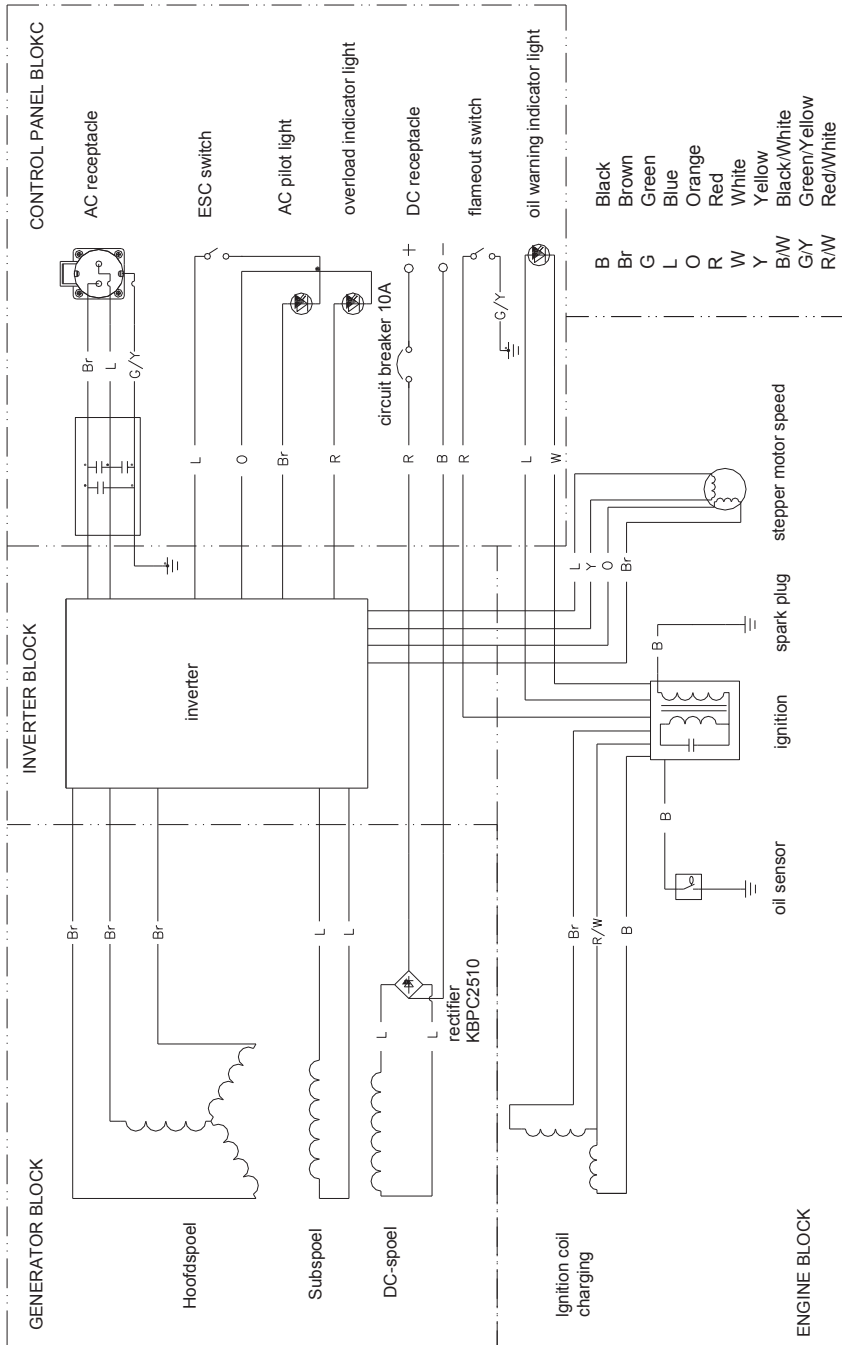 GENERATOR BLOCK
INVERTER BLOCK
CONTROL PANEL BLOKC
Hoofdspoel
Subspoel
DC-spoel
Br
Br
Br
L
L
L
L
rectifier
KBPC2510
inverter
Br
L
G/Y
L
O
Br
R
R
B
R
L
W
circuit breaker 10A
+
−
G/Y
AC receptacle
ESC switch
AC pilot light
overload indicator light
DC receptacle
flameout switch
oil warning indicator light
ENGINE BLOCK
Ignition coil
charging
Br
R/W
B
B
B
L
Y
O
Br
oil sensor
ignition
spark plug
stepper motor speed
B Black
Br Brown
G Green
L Blue
O Orange
R Red
W White
Y Yellow
B/W Black/White
G/Y Green/Yellow
R/W Red/White